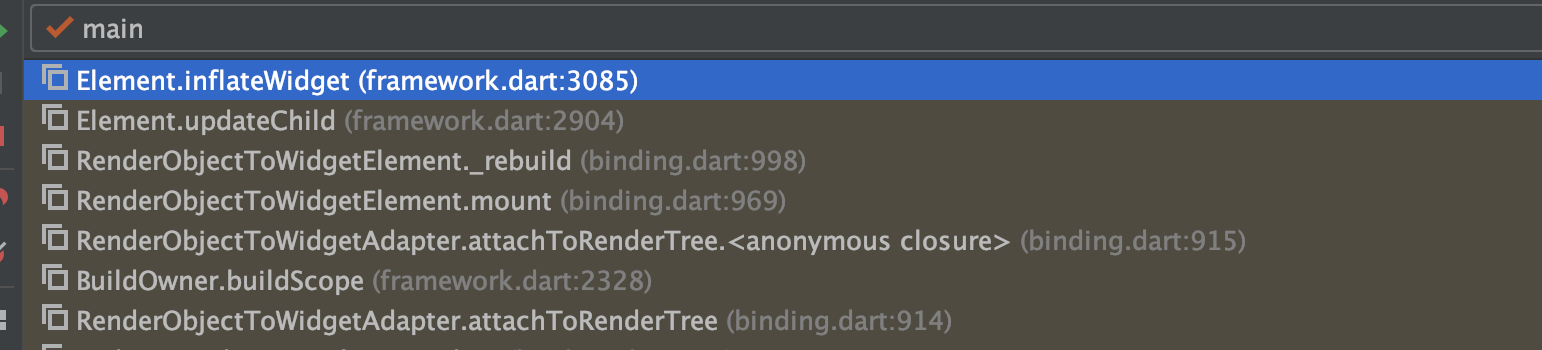 main
Element.inflateWidget (framework.dart:3085)
Element.updateChild (framework.dart:2904)
RenderObjectToWidgetElement._rebuild (binding.dart:998)
RenderObjectToWidgetElement.mount (binding.dart:969)
RenderObjectToWidgetAdapter.attachToRenderTree.<anonymous closure> (binding.dart:915)
BuildOwner.buildScope (framework.dart:2328)
RenderObjectToWidgetAdapter.attachToRenderTree (binding.dart:914)